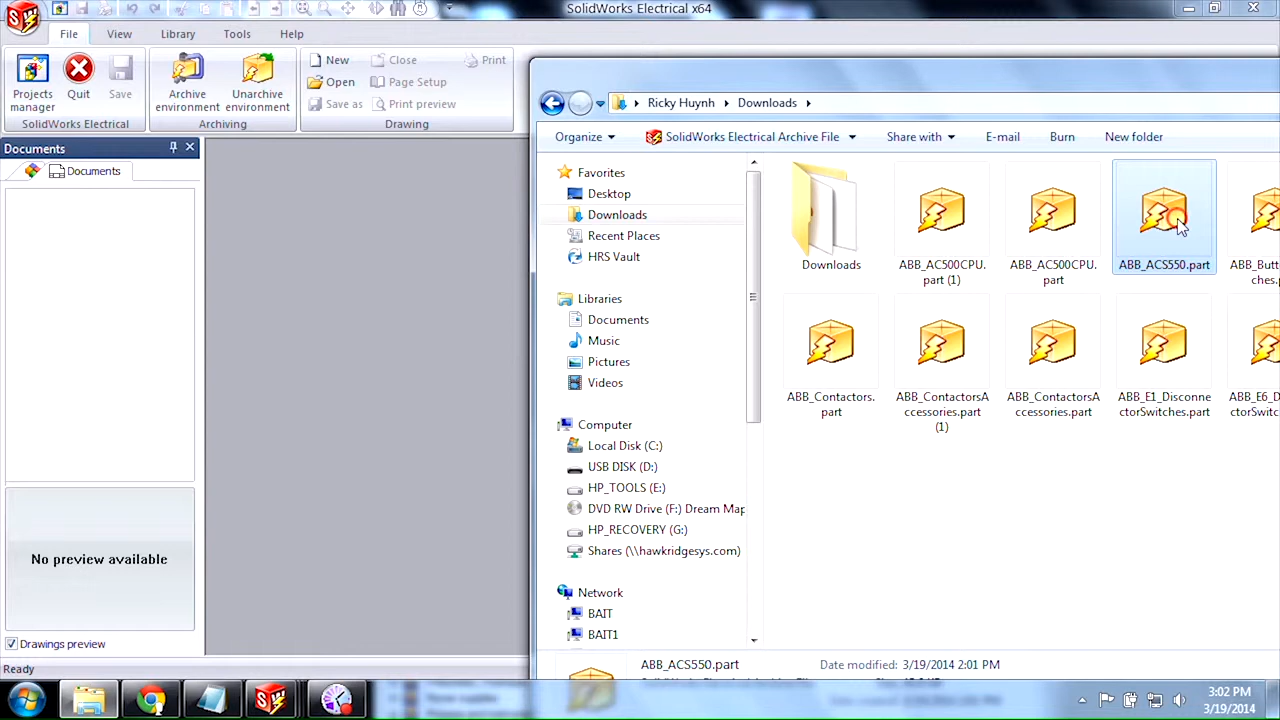 SolidWorks Electrical x64
File View Library Tools Help
Projects manager
Quit
Save
SolidWorks Electrical
Archive environment
Unarchive environment
Archiving
New
Open
Save as
Close
Page Setup
Print preview
Print
Drawing
Documents
Documents
No preview available
Drawings preview
Ready
Ricky Huynh
Downloads
Organize
SolidWorks Electrical Archive File
Share with
E-mail
Burn
New folder
Favorites
Desktop
Downloads
Recent Places
HRS Vault
Libraries
Documents
Music
Pictures
Videos
Computer
Local Disk (C:)
USB DISK (D:)
HP_TOOLS (E:)
DVD RW Drive (F:) Dream Map
HP_RECOVERY (G:)
Shares (\\hawkridgesys.com)
Network
BAIT
BAIT1
Downloads
ABB_AC500CPU.
part (1)
ABB_AC500CPU.
part
ABB_ACS550.part
ABB_Butt
ches.p
ABB_Contactors.
part
ABB_ContactorsA
ccessories.part
(1)
ABB_ContactorsA
ccessories.part
ABB_E1_Disconne
ctorSwitches.part
ABB_E6_D
ctorSwitc
ABB_ACS550.part
Date modified: 3/19/2014 2:01 PM
3:02 PM
3/19/2014